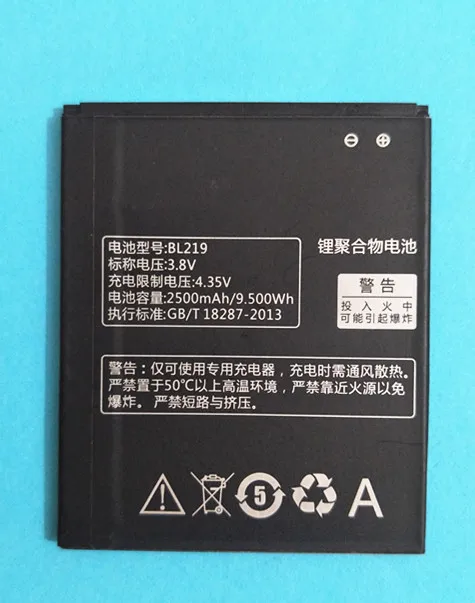 ⊖ ⊕
电池型号:BL219
标称电压:3.8V
充电限制电压:4.35V
电池容量:2500mAh/9.500Wh
执行标准:GB/T 18287-2013
锂聚合物电池
警告
投入火中
可能引起爆炸
警告:仅可使用专用充电器,充电时需通风散热。
严禁置于50℃以上高温环境,严禁靠近火源以免
爆炸。严禁短路与挤压。
5 A